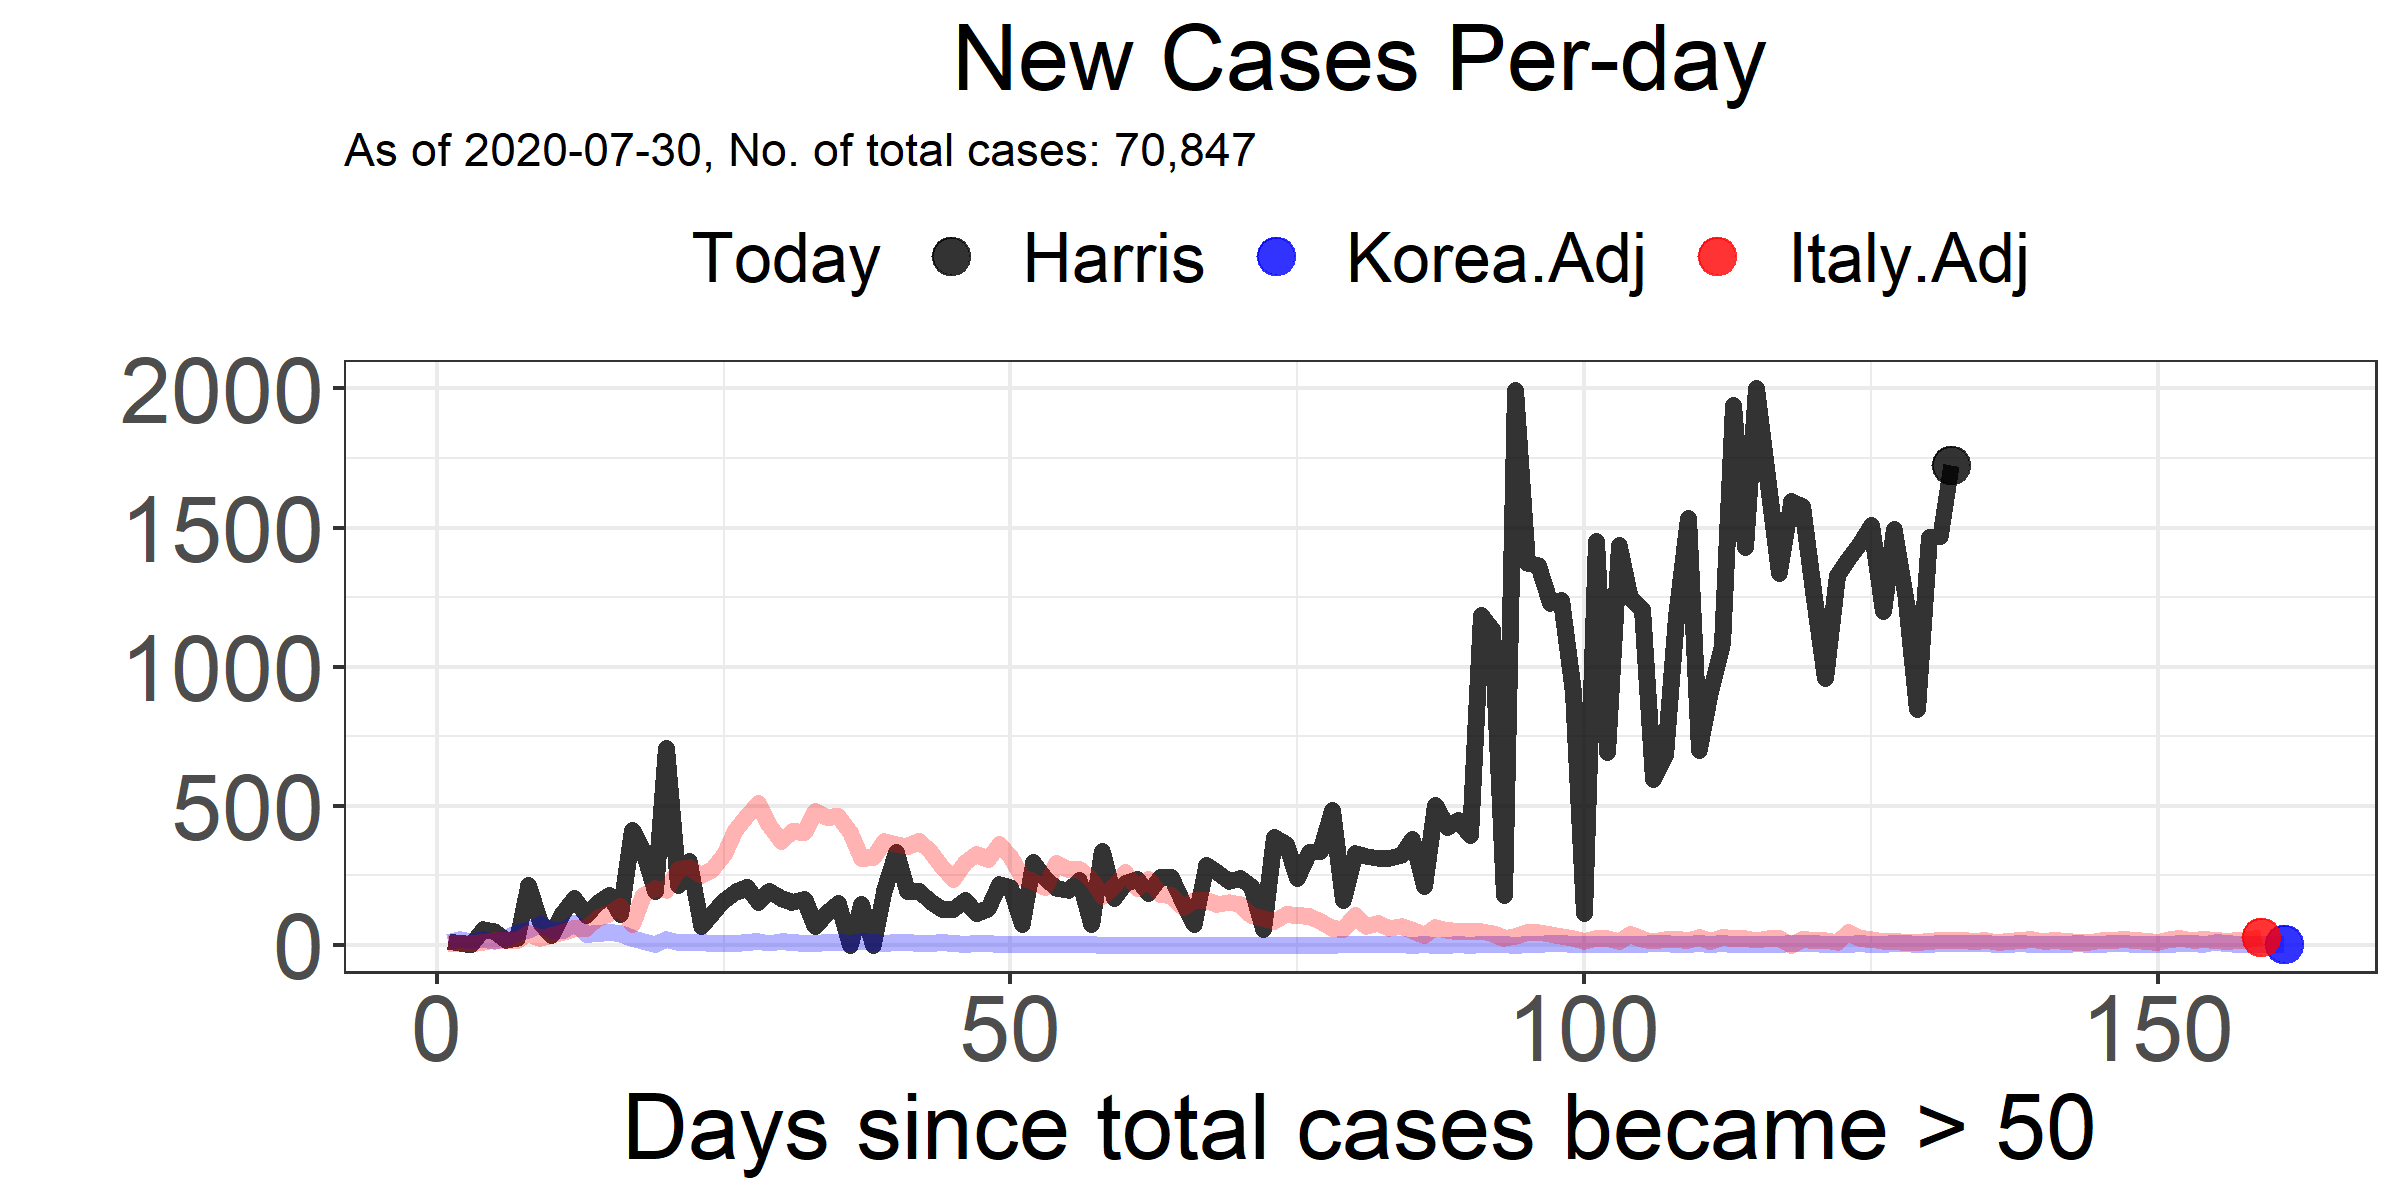 New Cases Per-day
As of 2020-07-30, No. of total cases: 70,847
Today Harris Korea.Adj Italy.Adj
2000
1500
1000
500
0
0 50 100 150
Days since total cases became > 50